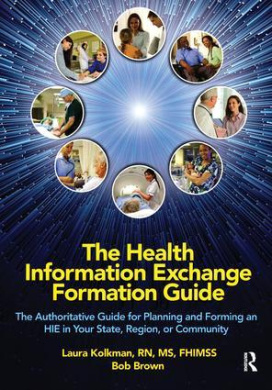 The Health
Information Exchange
Formation Guide
The Authoritative Guide for Planning and Forming an
HIE in Your State, Region, or Community
Laura Kolkman, RN, MS, FHIMSS
Bob Brown
R